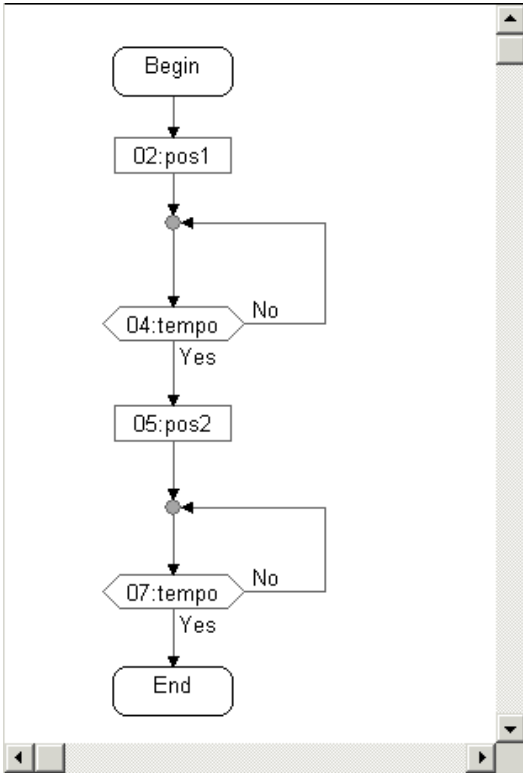 Begin
02:pos1
No
04:tempo
Yes
05:pos2
No
07:tempo
Yes
End